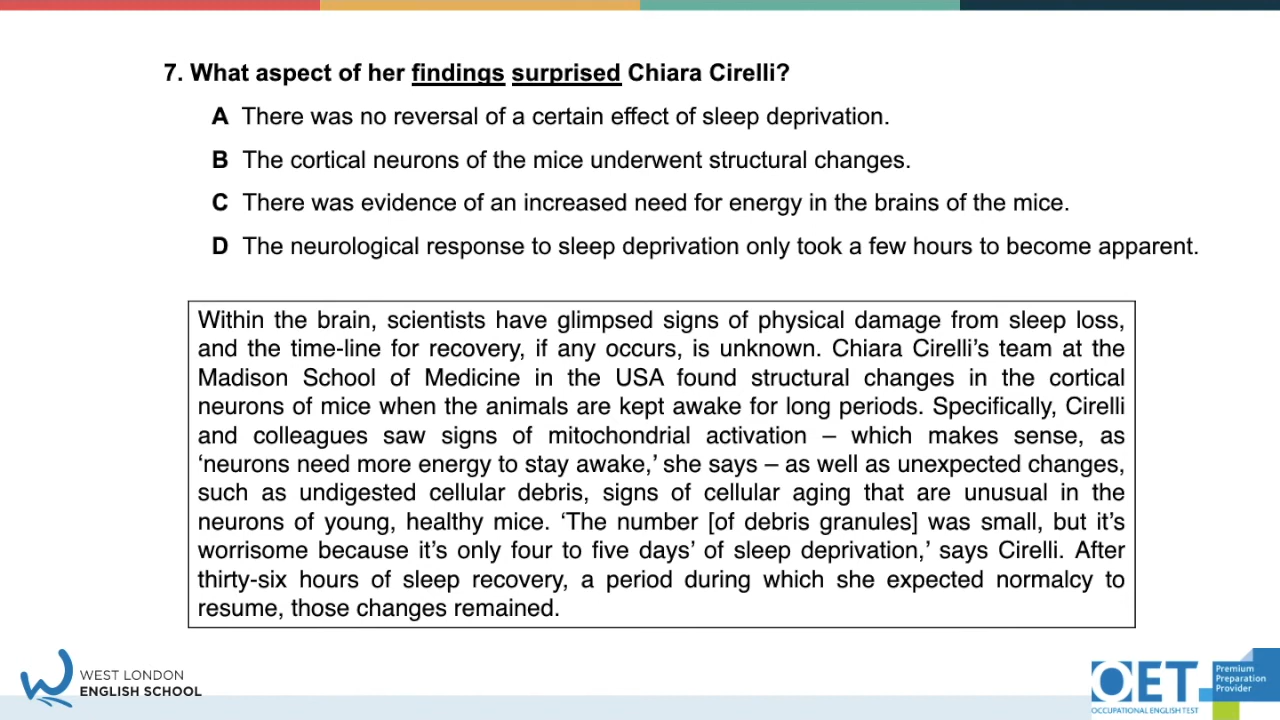 7. What aspect of her findings surprised Chiara Cirelli?
A There was no reversal of a certain effect of sleep deprivation.
B The cortical neurons of the mice underwent structural changes.
C There was evidence of an increased need for energy in the brains of the mice.
D The neurological response to sleep deprivation only took a few hours to become apparent.
Within the brain, scientists have glimpsed signs of physical damage from sleep loss,
and the time-line for recovery, if any occurs, is unknown. Chiara Cirelli’s team at the
Madison School of Medicine in the USA found structural changes in the cortical
neurons of mice when the animals are kept awake for long periods. Specifically, Cirelli
and colleagues saw signs of mitochondrial activation – which makes sense, as
‘neurons need more energy to stay awake,’ she says – as well as unexpected changes,
such as undigested cellular debris, signs of cellular aging that are unusual in the
neurons of young, healthy mice. ‘The number [of debris granules] was small, but it’s
worrisome because it’s only four to five days’ of sleep deprivation,’ says Cirelli. After
thirty-six hours of sleep recovery, a period during which she expected normalcy to
resume, those changes remained.
WEST LONDON
ENGLISH SCHOOL
OET
OCCUPATIONAL ENGLISH TEST
Premium
Preparation
Provider